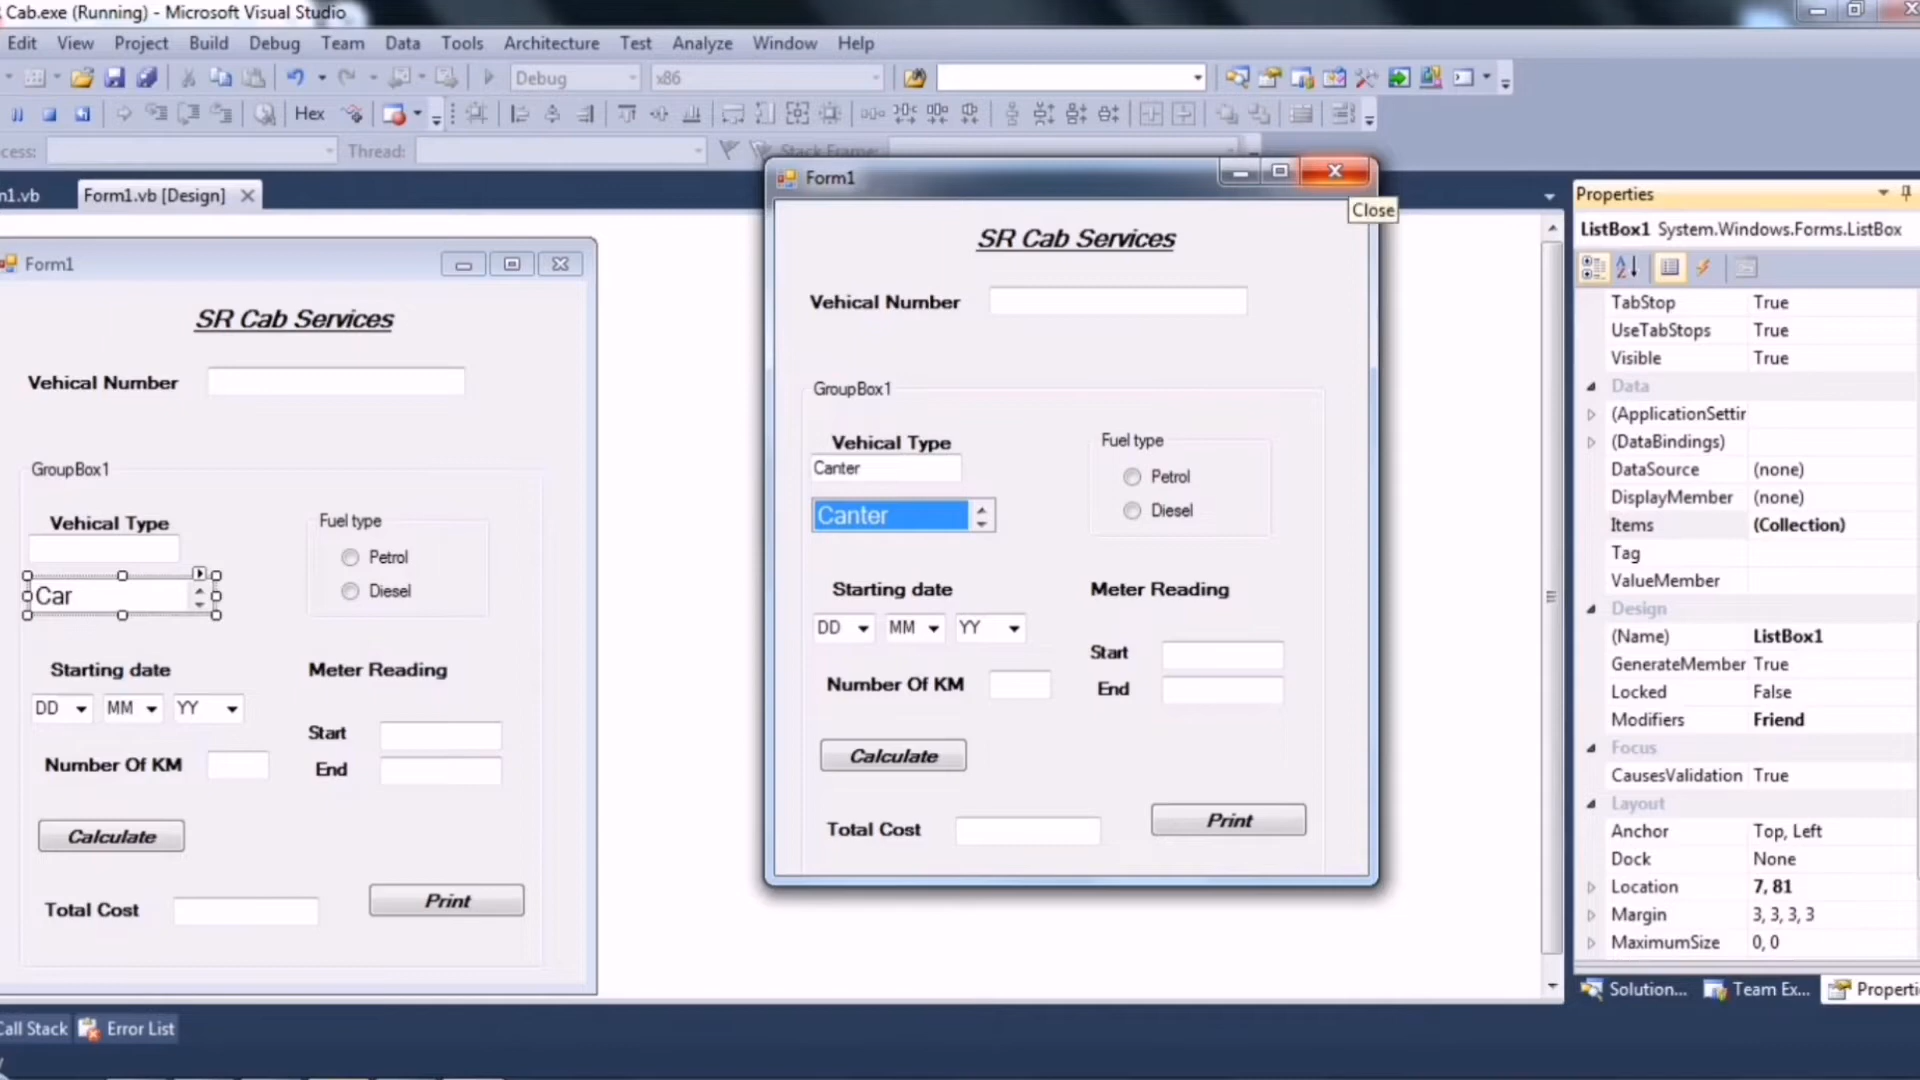 Cab.exe (Running) - Microsoft Visual Studio
Edit View Project Build Debug Team Data Tools Architecture Test Analyze Window Help
Debug x86
Hex
cess: Thread: Stack Frame:
n1.vb Form1.vb [Design]
Form1
SR Cab Services
Vehical Number
GroupBox1
Vehical Type
Car
Fuel type
Petrol
Diesel
Starting date
DD MM YY
Meter Reading
Start
End
Number Of KM
Calculate
Total Cost
Print
Form1
Close
SR Cab Services
Vehical Number
GroupBox1
Vehical Type
Canter
Canter
Fuel type
Petrol
Diesel
Starting date
DD MM YY
Meter Reading
Start
End
Number Of KM
Calculate
Total Cost
Print
Properties
ListBox1 System.Windows.Forms.ListBox
TabStop True
UseTabStops True
Visible True
Data
(ApplicationSettir
(DataBindings)
DataSource (none)
DisplayMember (none)
Items (Collection)
Tag
ValueMember
Design
(Name) ListBox1
GenerateMember True
Locked False
Modifiers Friend
Focus
CausesValidation True
Layout
Anchor Top, Left
Dock None
Location 7, 81
Margin 3, 3, 3, 3
MaximumSize 0, 0
Solution... Team Ex... Properti
Call Stack Error List